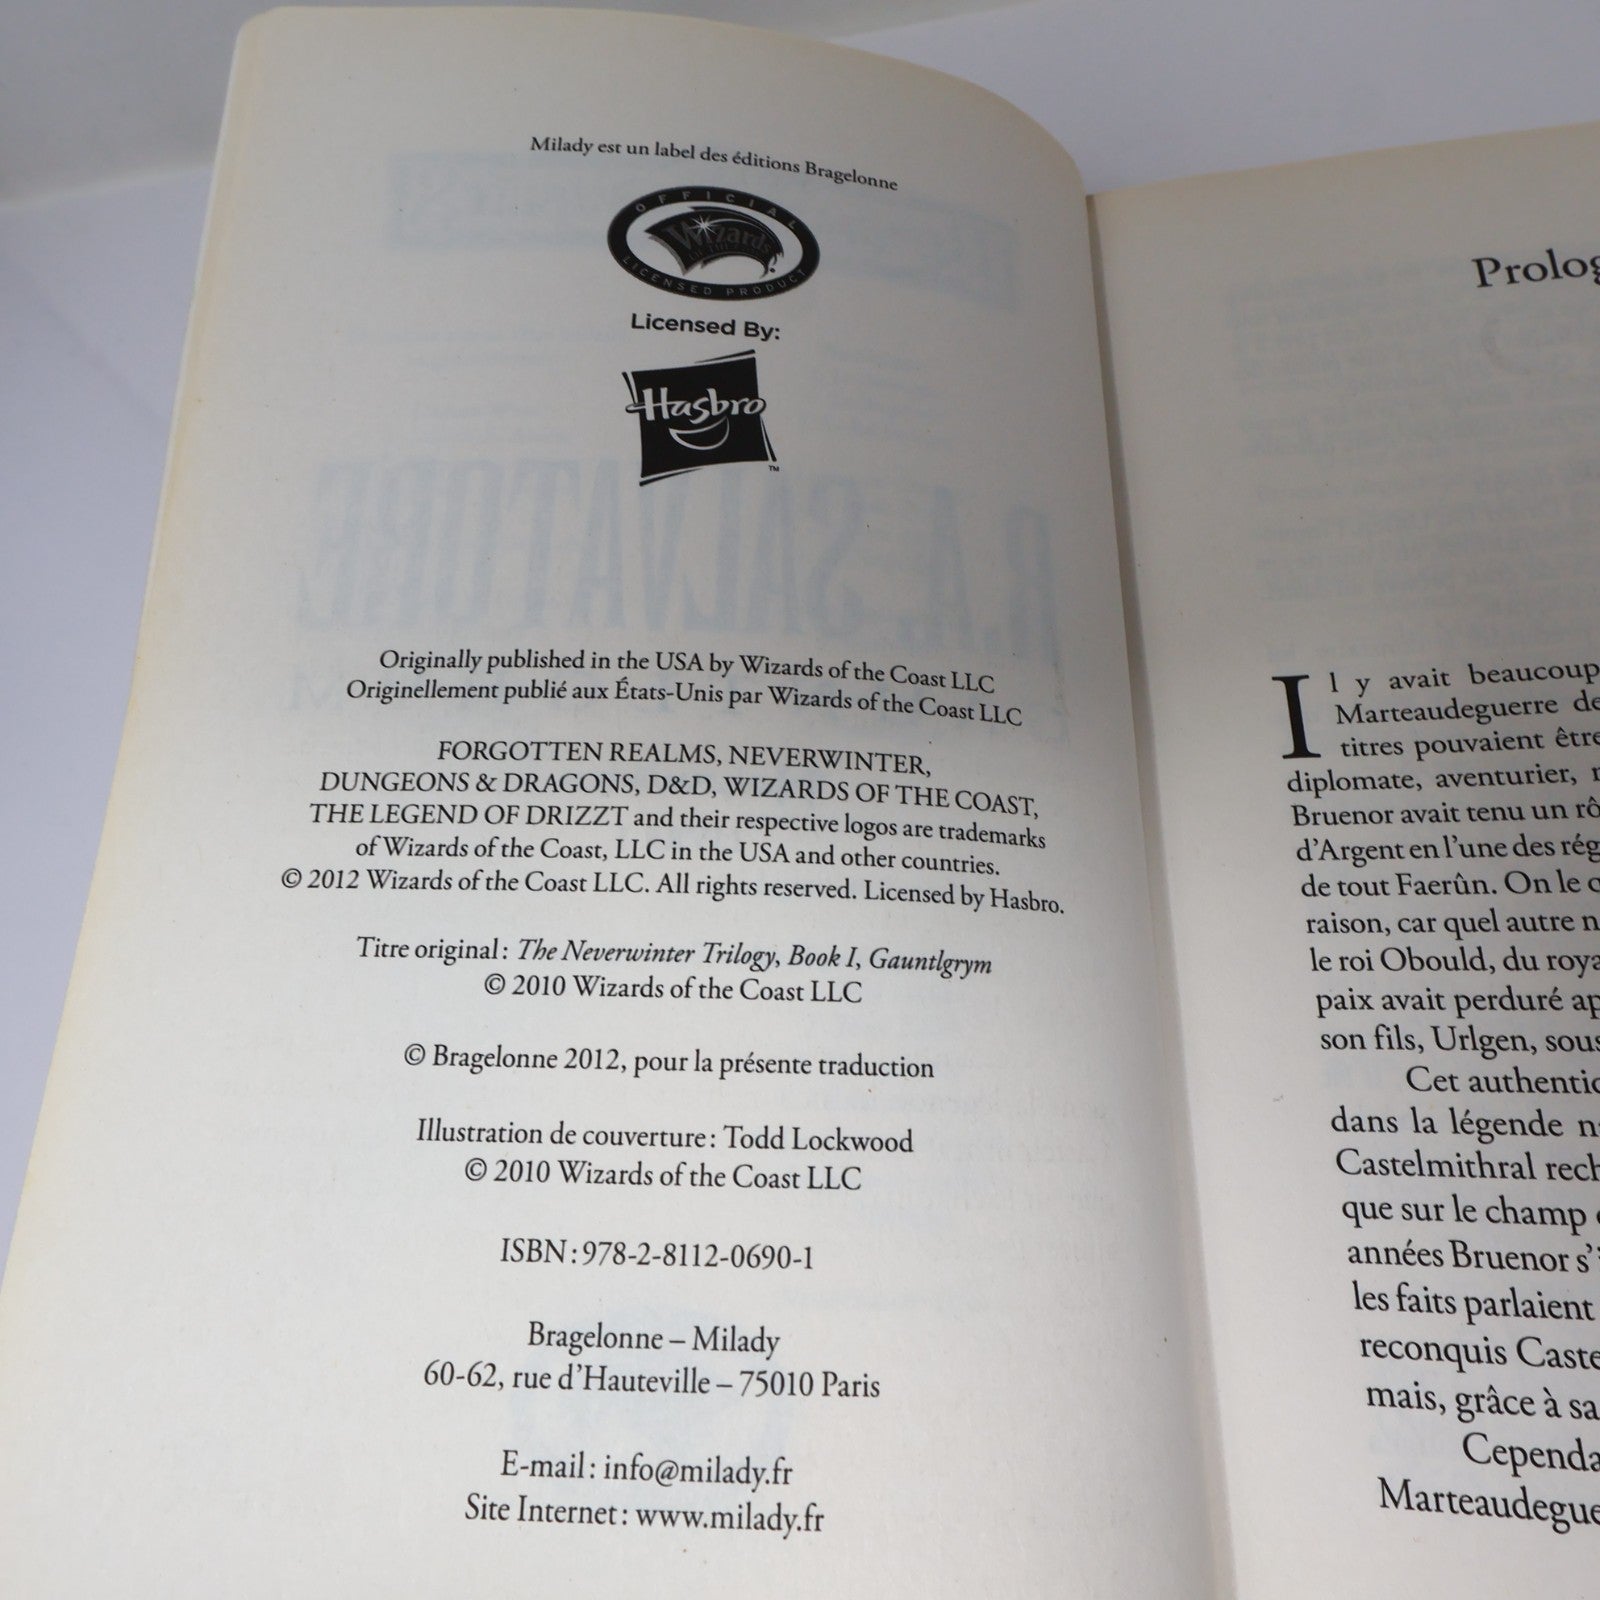 Milady est un label des éditions Bragelonne
OFFICIAL
Wizards
OF THE COAST
LICENSED PRODUCT
Licensed By:
Hasbro
™
R.A. SALVATORE
Originally published in the USA by Wizards of the Coast LLC
Originellement publié aux États-Unis par Wizards of the Coast LLC
FORGOTTEN REALMS, NEVERWINTER,
DUNGEONS & DRAGONS, D&D, WIZARDS OF THE COAST,
THE LEGEND OF DRIZZT and their respective logos are trademarks
of Wizards of the Coast, LLC in the USA and other countries.
© 2012 Wizards of the Coast LLC. All rights reserved. Licensed by Hasbro.
Titre original : The Neverwinter Trilogy, Book I, Gauntlgrym
© 2010 Wizards of the Coast LLC
© Bragelonne 2012, pour la présente traduction
Illustration de couverture : Todd Lockwood
© 2010 Wizards of the Coast LLC
ISBN : 978-2-8112-0690-1
Bragelonne – Milady
60-62, rue d'Hauteville – 75010 Paris
E-mail : info@milady.fr
Site Internet : www.milady.fr
Prolog
Il y avait beaucoup
Marteaudeguerre de
titres pouvaient être
diplomate, aventurier,
Bruenor avait tenu un rô
d'Argent en l'une des rég
de tout Faerûn. On le
raison, car quel autre n
le roi Obould, du roya
paix avait perduré ap
son fils, Urlgen, sous
Cet authentic
dans la légende n
Castelmithral rech
que sur le champ
années Bruenor s'
les faits parlaient
reconquis Caste
mais, grâce à sa
Cependa
Marteaudegue